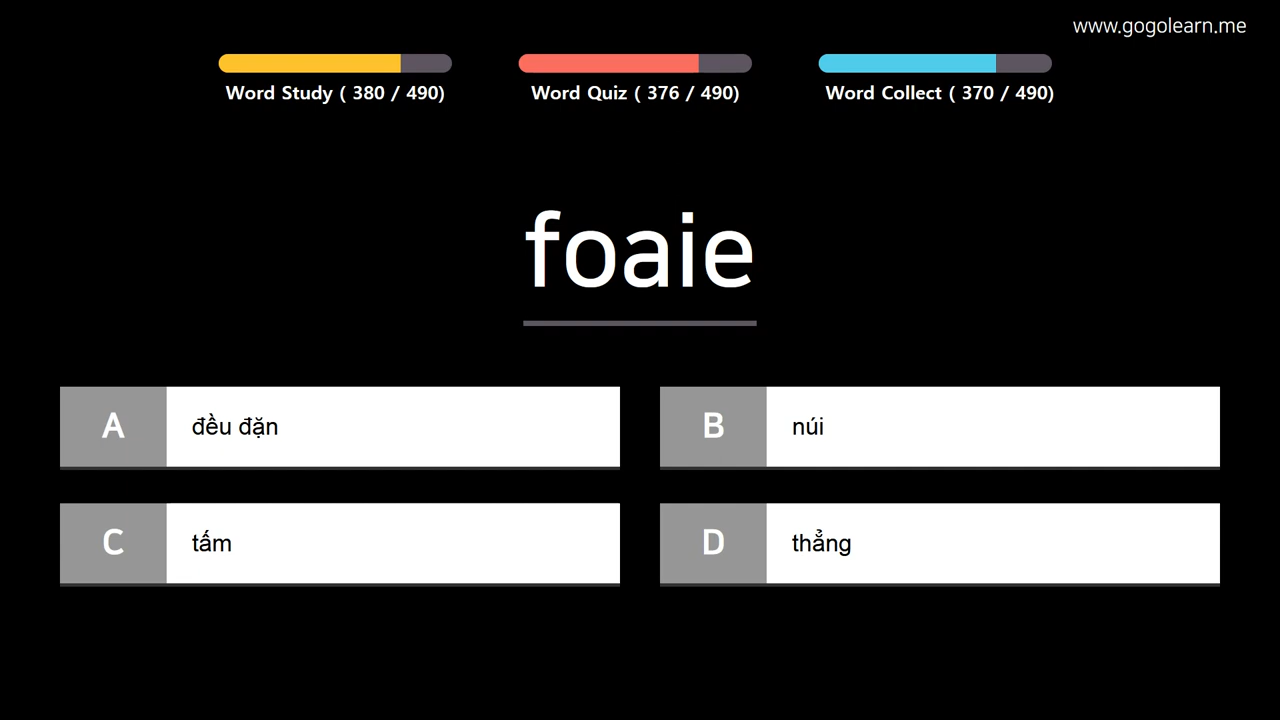 www.gogolearn.me
Word Study ( 380 / 490)
Word Quiz ( 376 / 490)
Word Collect ( 370 / 490)
foaie
A đều đặn
B núi
C tấm
D thẳng